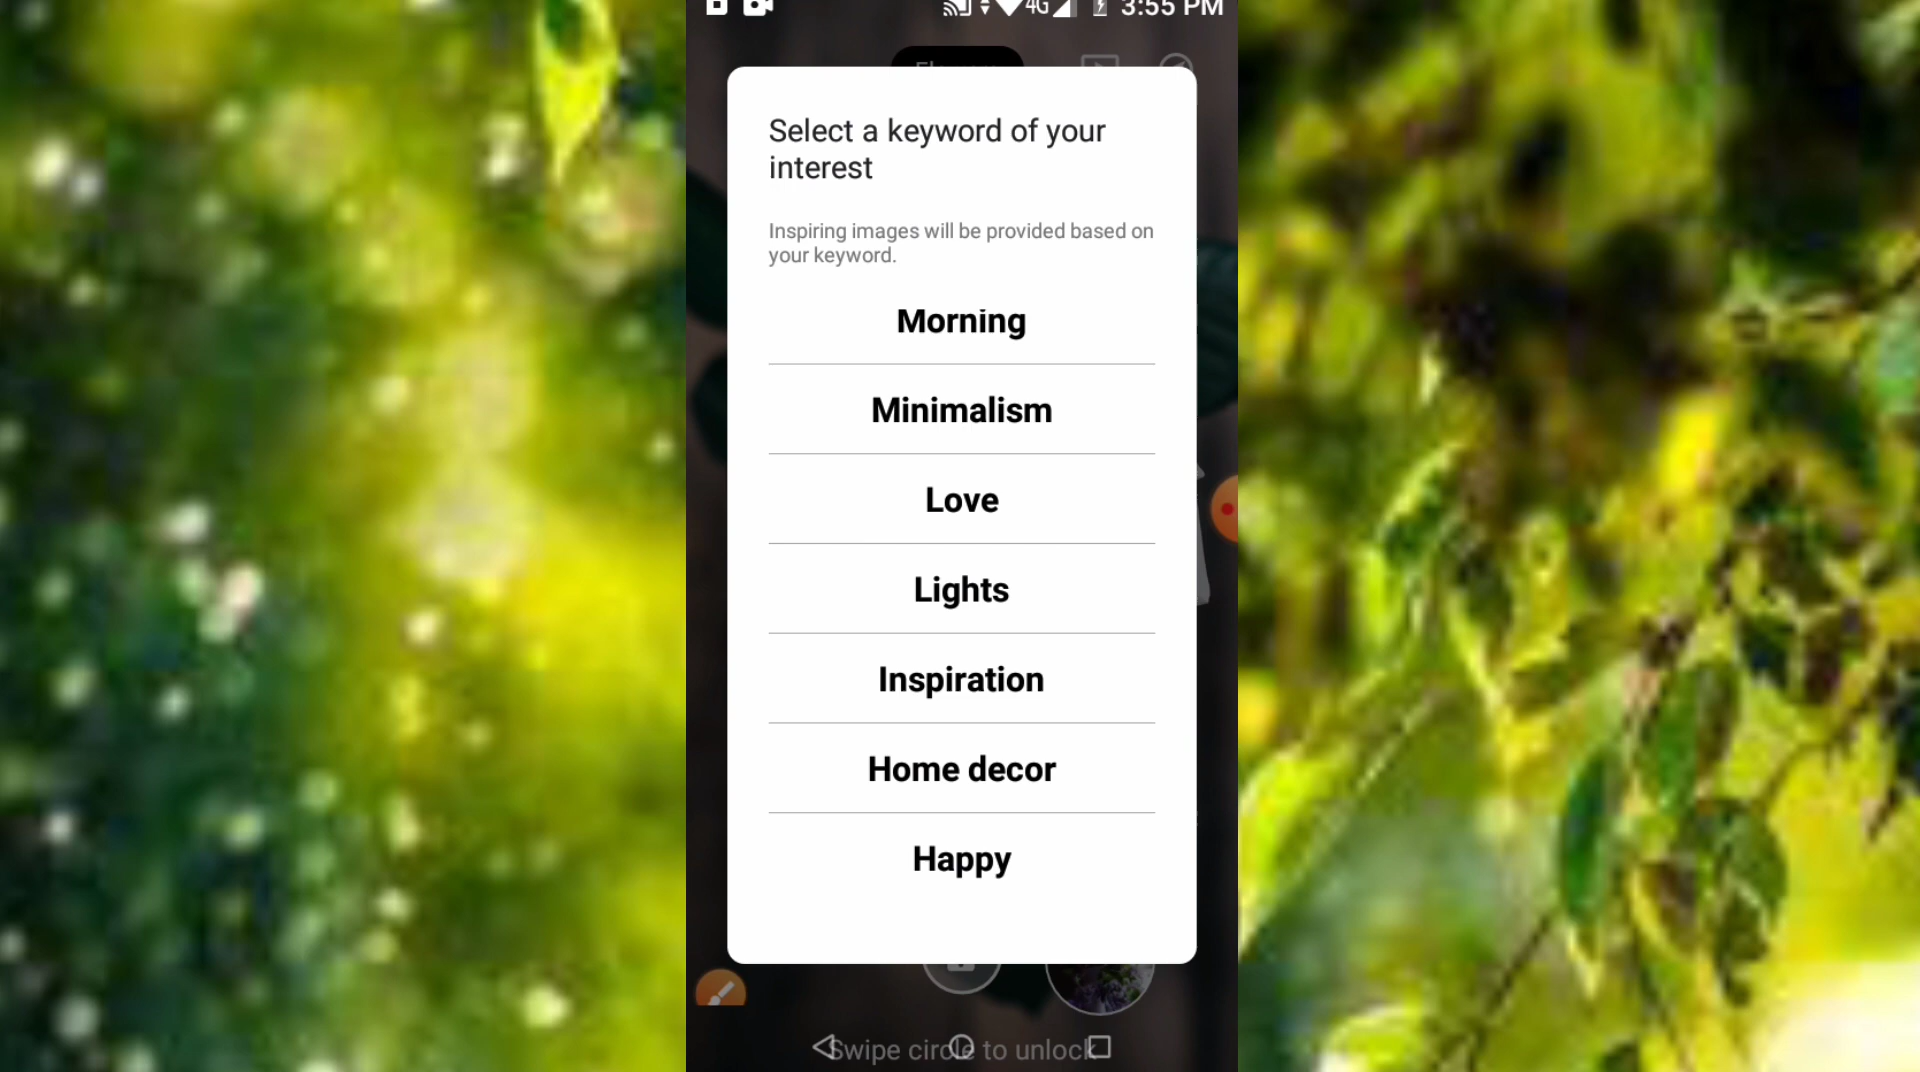 4G 3:55 PM
Select a keyword of your
interest
Inspiring images will be provided based on
your keyword.
Morning
Minimalism
Love
Lights
Inspiration
Home decor
Happy
Swipe circle to unlock